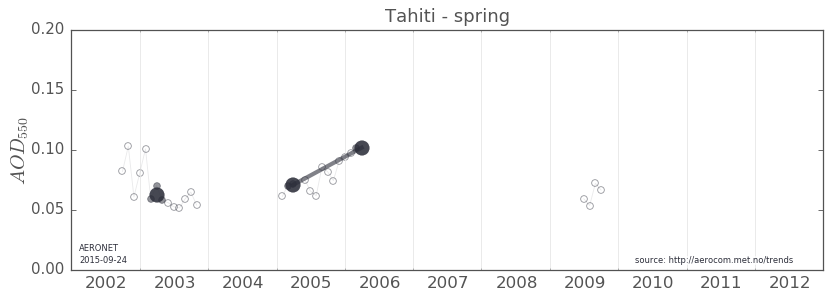 Tahiti - spring
0.20
0.15
0.10
0.05
0.00
AOD550
AERONET
2015-09-24
source: http://aerocom.met.no/trends
2002 2003 2004 2005 2006 2007 2008 2009 2010 2011 2012